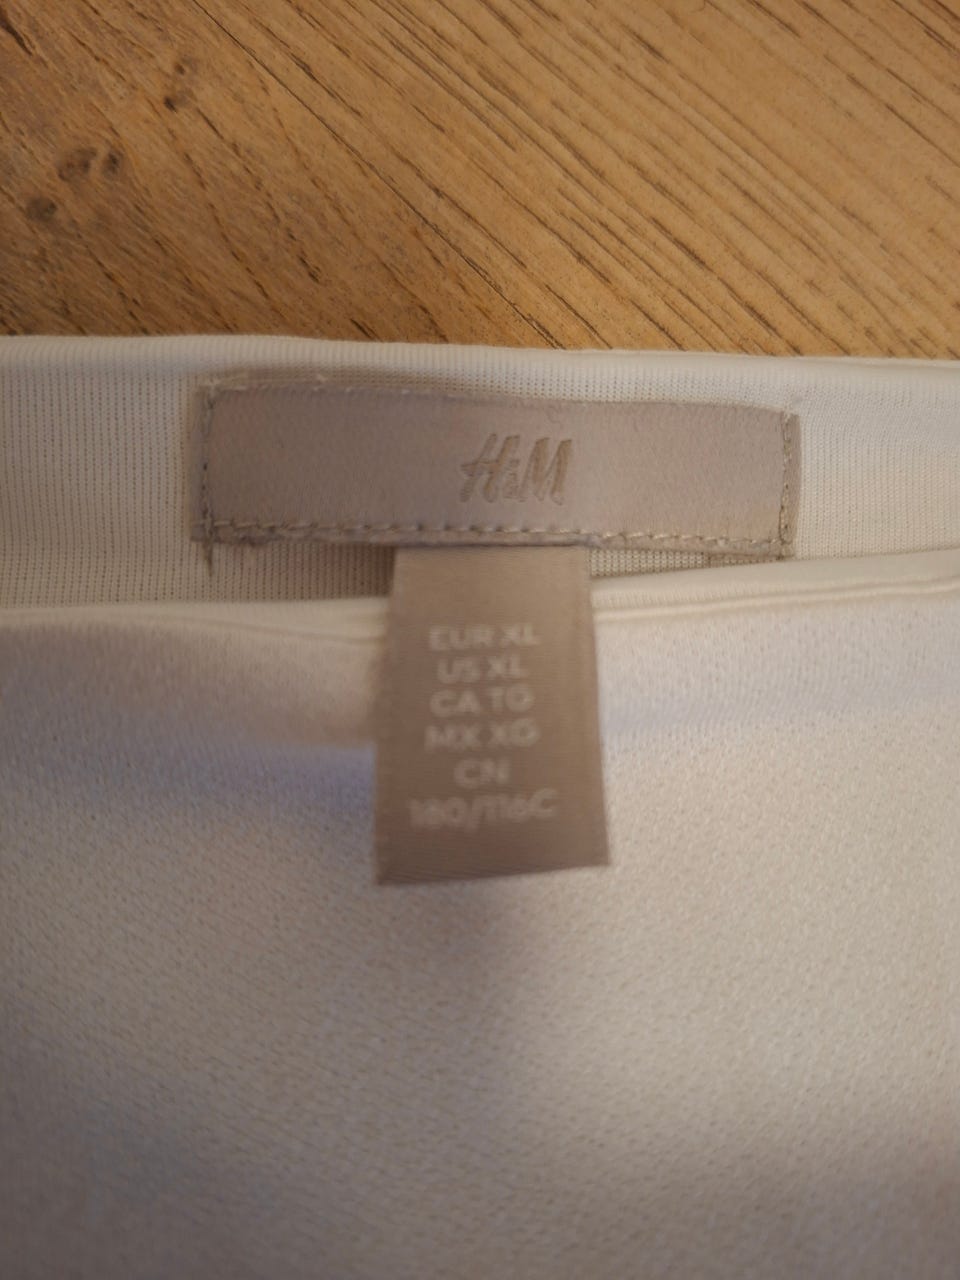 H&M
EUR XL
US XL
CA TG
MX XG
CN
180/116C